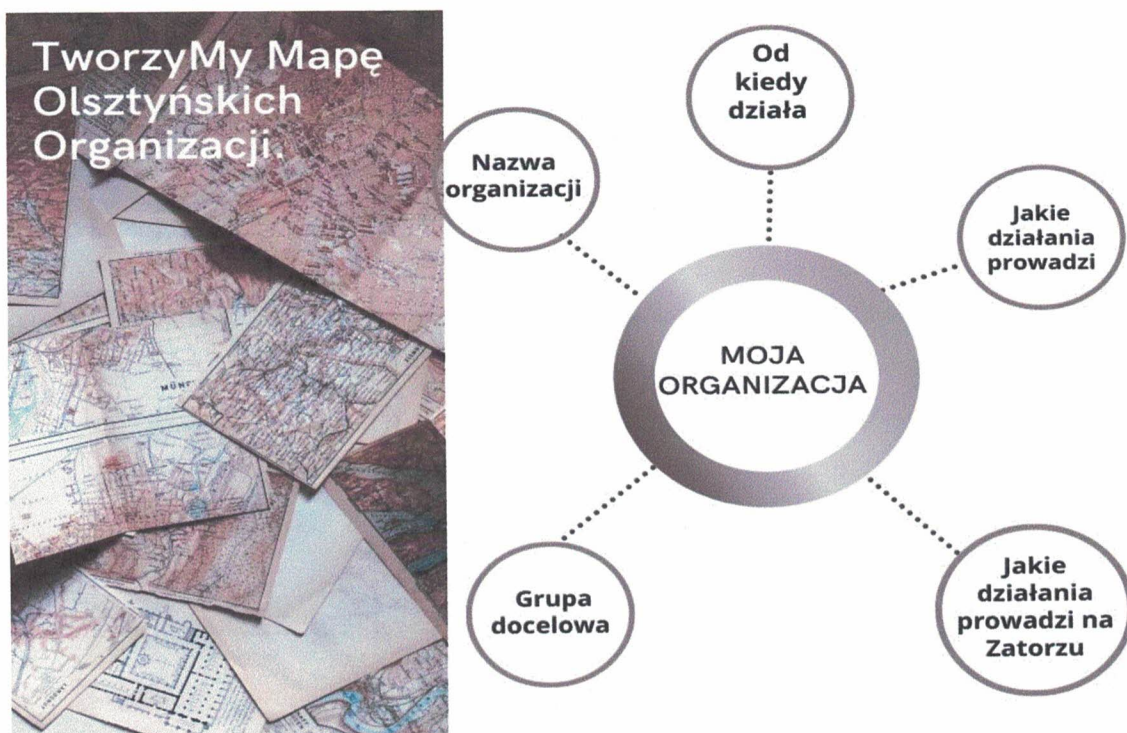 TworzyMy Mapę
Olsztyńskich
Organizacji.
Od
kiedy
działa
Nazwa
organizacji
Jakie
działania
prowadzi
MOJA
ORGANIZACJA
Grupa
docelowa
Jakie
działania
prowadzi na
Zatorzu